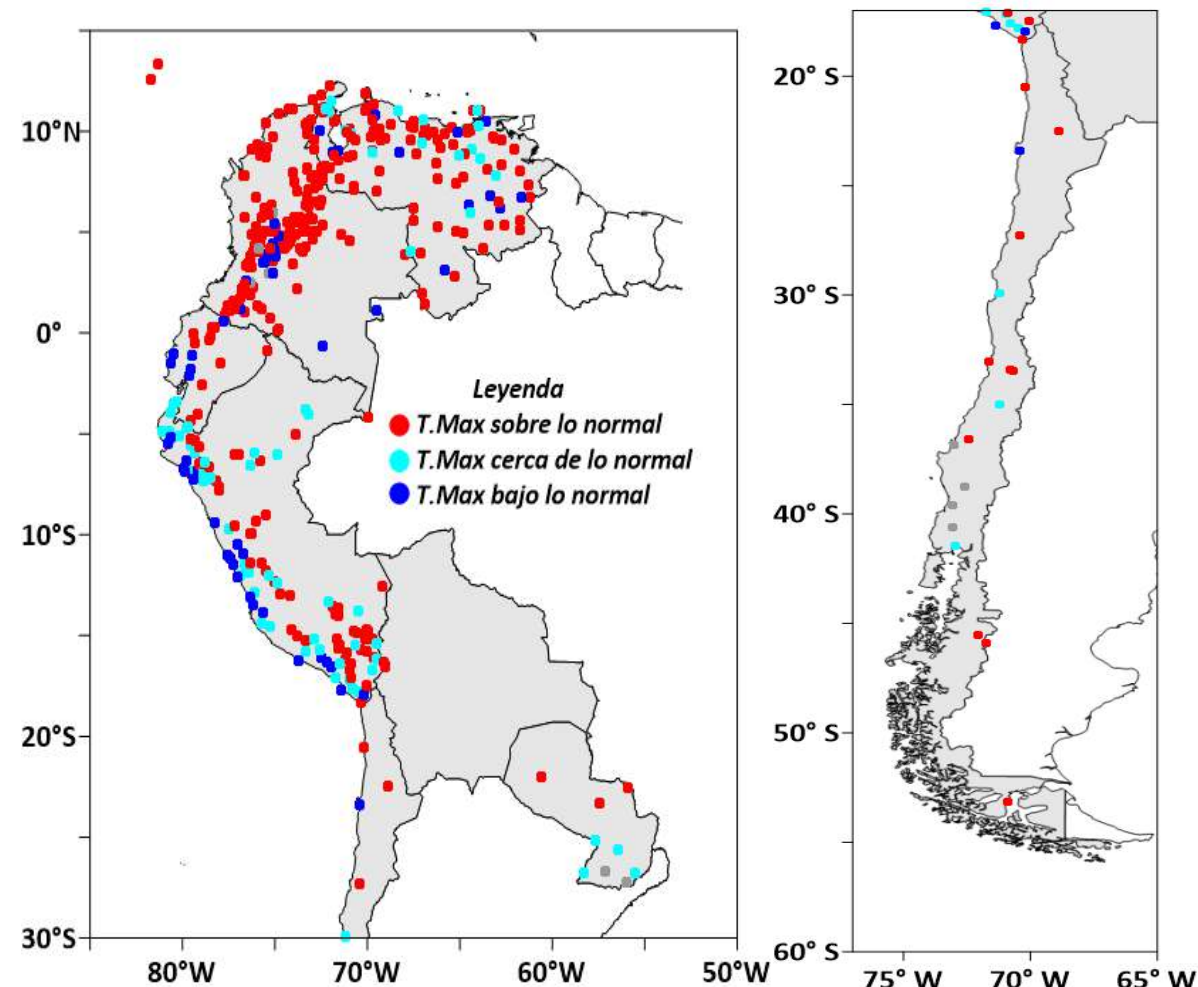 10°N
0°
10°S
20°S
30°S
80°W
70°W
60°W
50°W
Leyenda
T.Max sobre lo normal
T.Max cerca de lo normal
T.Max bajo lo normal
20° S
30° S
40° S
50° S
60° S
75° W
70° W
65° W